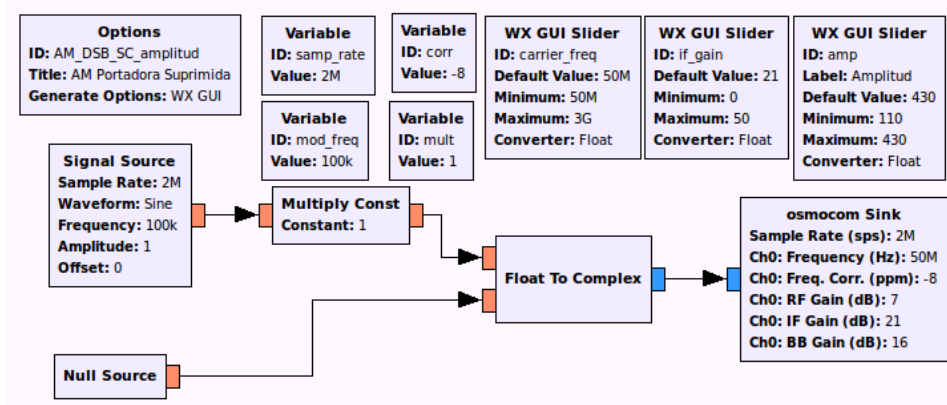 Options
ID: AM_DSB_SC_amplitud
Title: AM Portadora Suprimida
Generate Options: WX GUI
Variable
ID: samp_rate
Value: 2M
Variable
ID: corr
Value: -8
WX GUI Slider
ID: carrier_freq
Default Value: 50M
Minimum: 50M
Maximum: 3G
Converter: Float
WX GUI Slider
ID: if_gain
Default Value: 21
Minimum: 0
Maximum: 50
Converter: Float
WX GUI Slider
ID: amp
Label: Amplitud
Default Value: 430
Minimum: 110
Maximum: 430
Converter: Float
Variable
ID: mod_freq
Value: 100k
Variable
ID: mult
Value: 1
Signal Source
Sample Rate: 2M
Waveform: Sine
Frequency: 100k
Amplitude: 1
Offset: 0
Multiply Const
Constant: 1
Float To Complex
osmocom Sink
Sample Rate (sps): 2M
Ch0: Frequency (Hz): 50M
Ch0: Freq. Corr. (ppm): -8
Ch0: RF Gain (dB): 7
Ch0: IF Gain (dB): 21
Ch0: BB Gain (dB): 16
Null Source